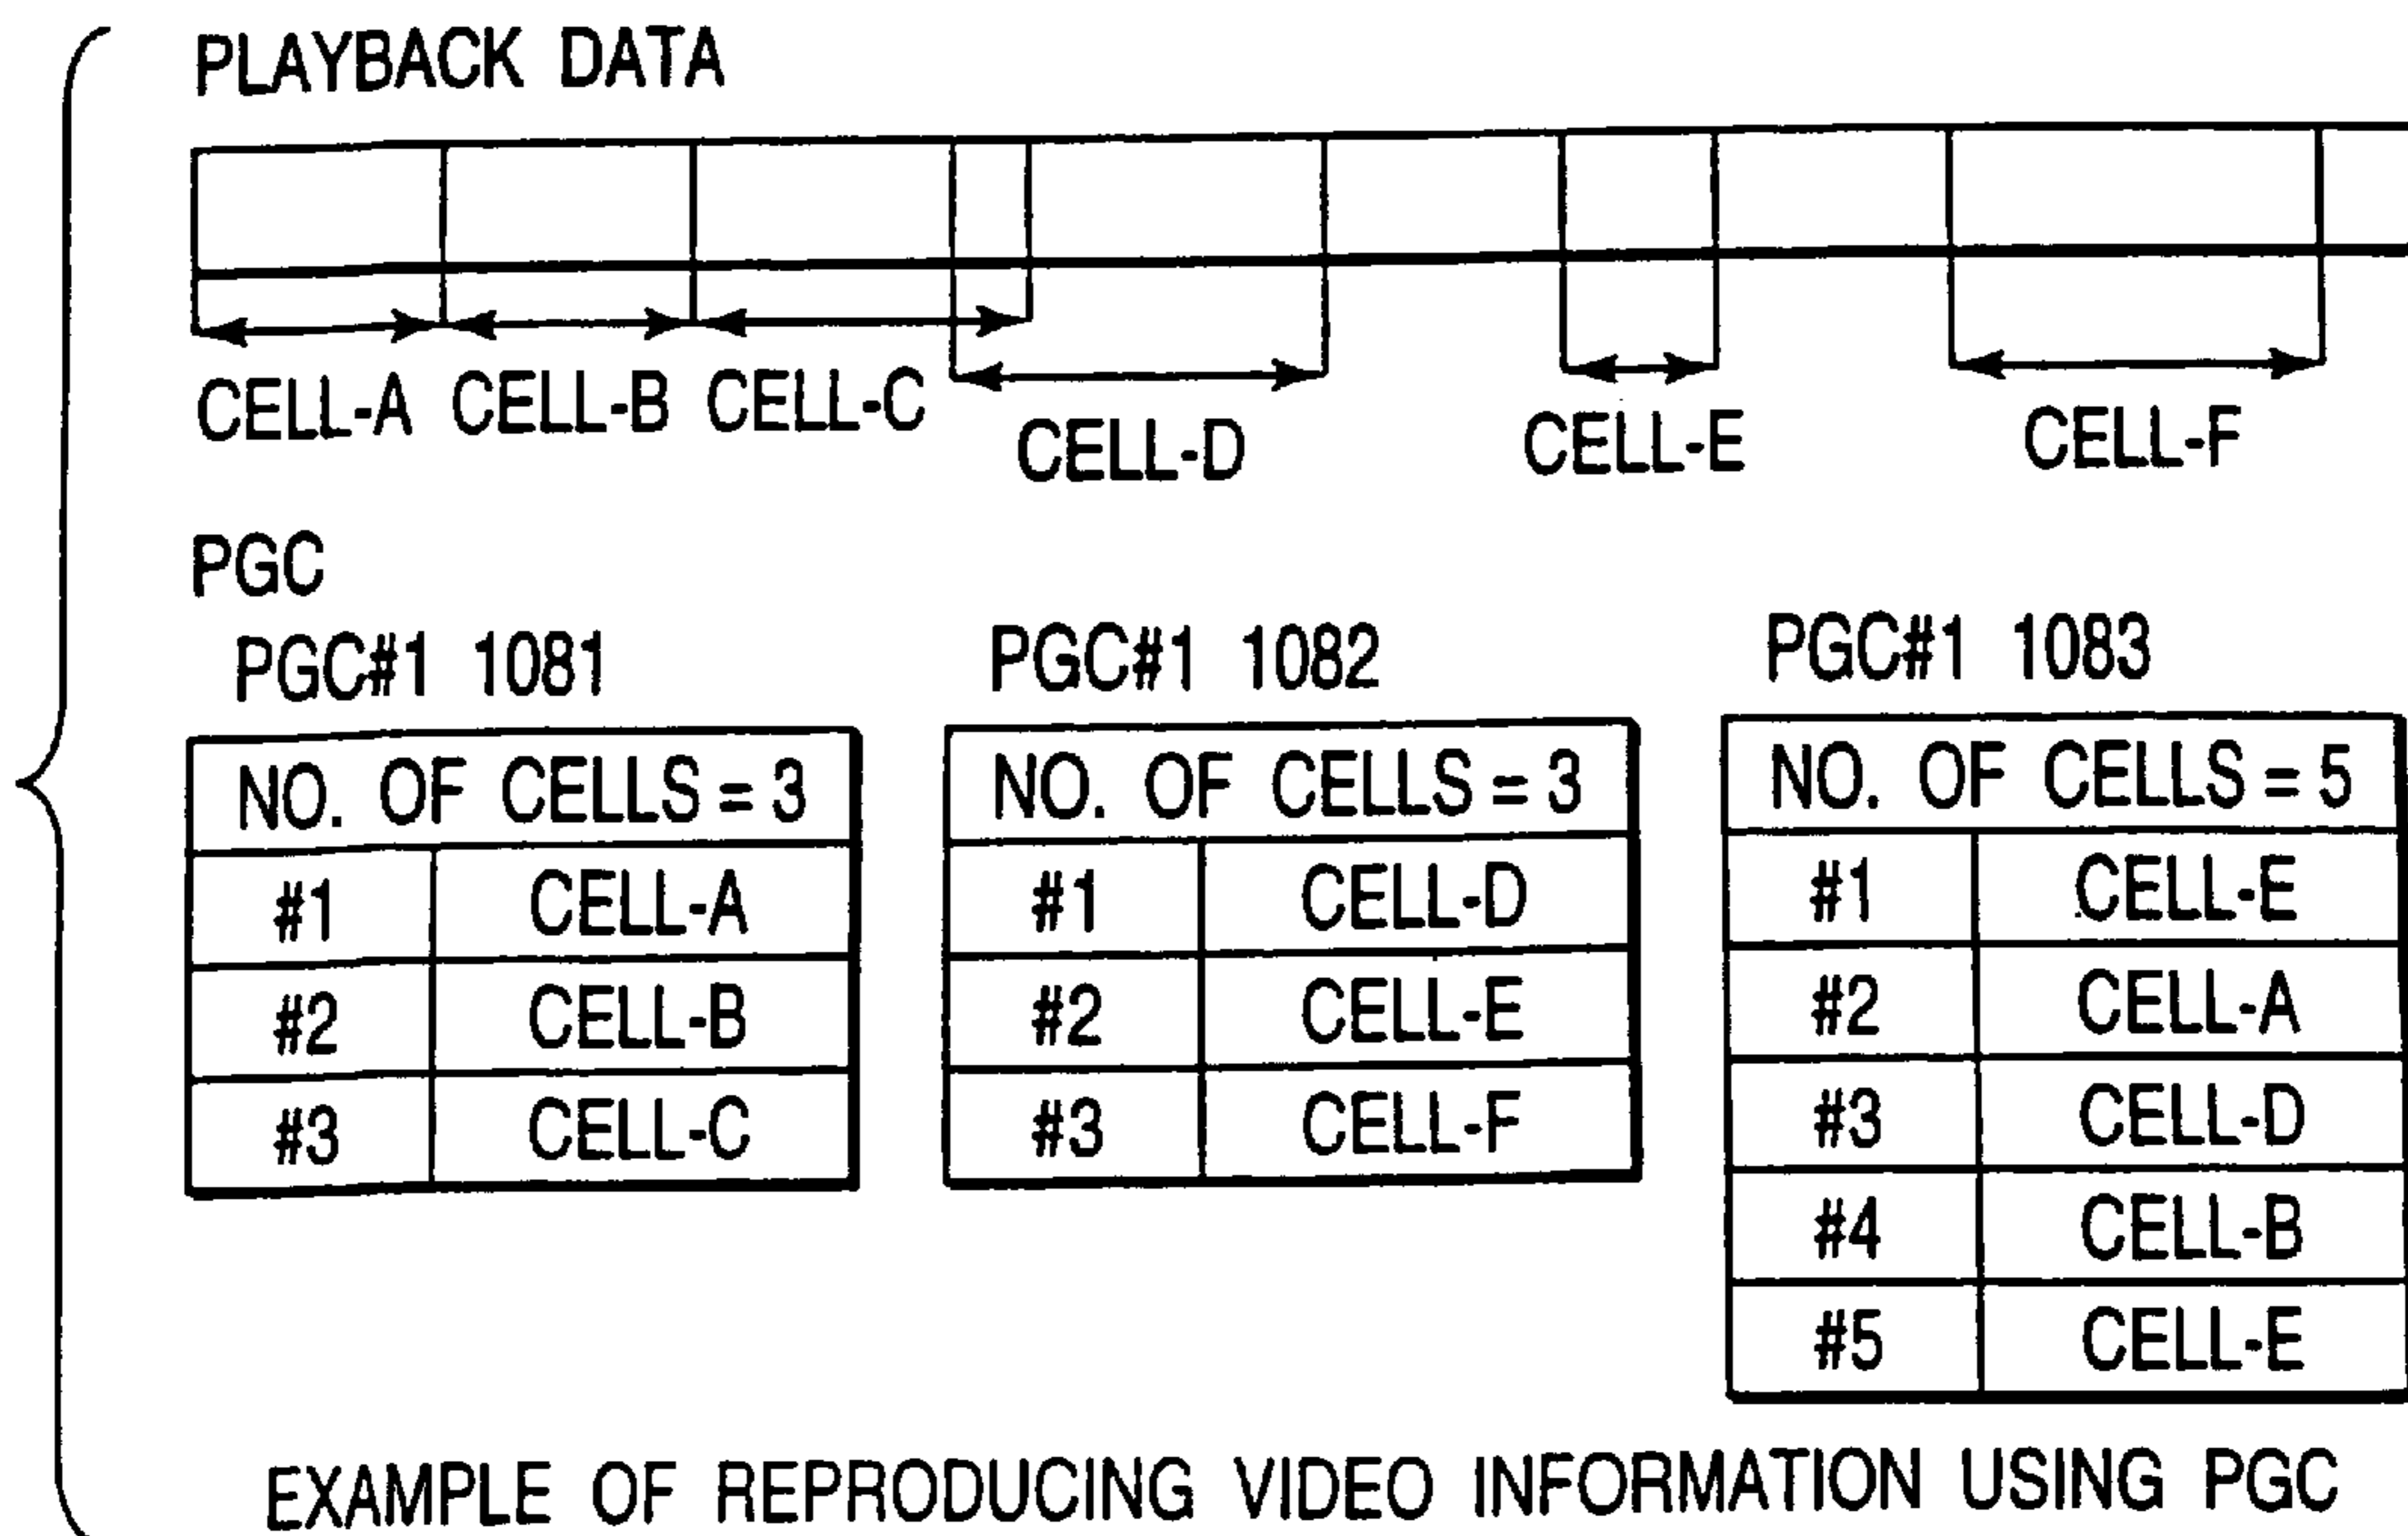 PLAYBACK DATA
CELL-A CELL-B CELL-C
CELL-D CELL-E CELL-F
PGC
PGC#1 1081 PGC#1 1082 PGC#1 1083
NO. OF CELLS = 3
#1 CELL-A
#2 CELL-B
#3 CELL-C
NO. OF CELLS = 3
#1 CELL-D
#2 CELL-E
#3 CELL-F
NO. OF CELLS = 5
#1 CELL-E
#2 CELL-A
#3 CELL-D
#4 CELL-B
#5 CELL-E
EXAMPLE OF REPRODUCING VIDEO INFORMATION USING PGC